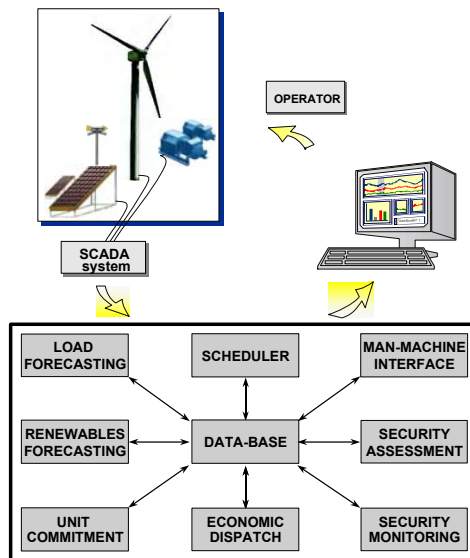 OPERATOR
SCADA
system
LOAD
FORECASTING
SCHEDULER
MAN-MACHINE
INTERFACE
RENEWABLES
FORECASTING
DATA-BASE
SECURITY
ASSESSMENT
UNIT
COMMITMENT
ECONOMIC
DISPATCH
SECURITY
MONITORING